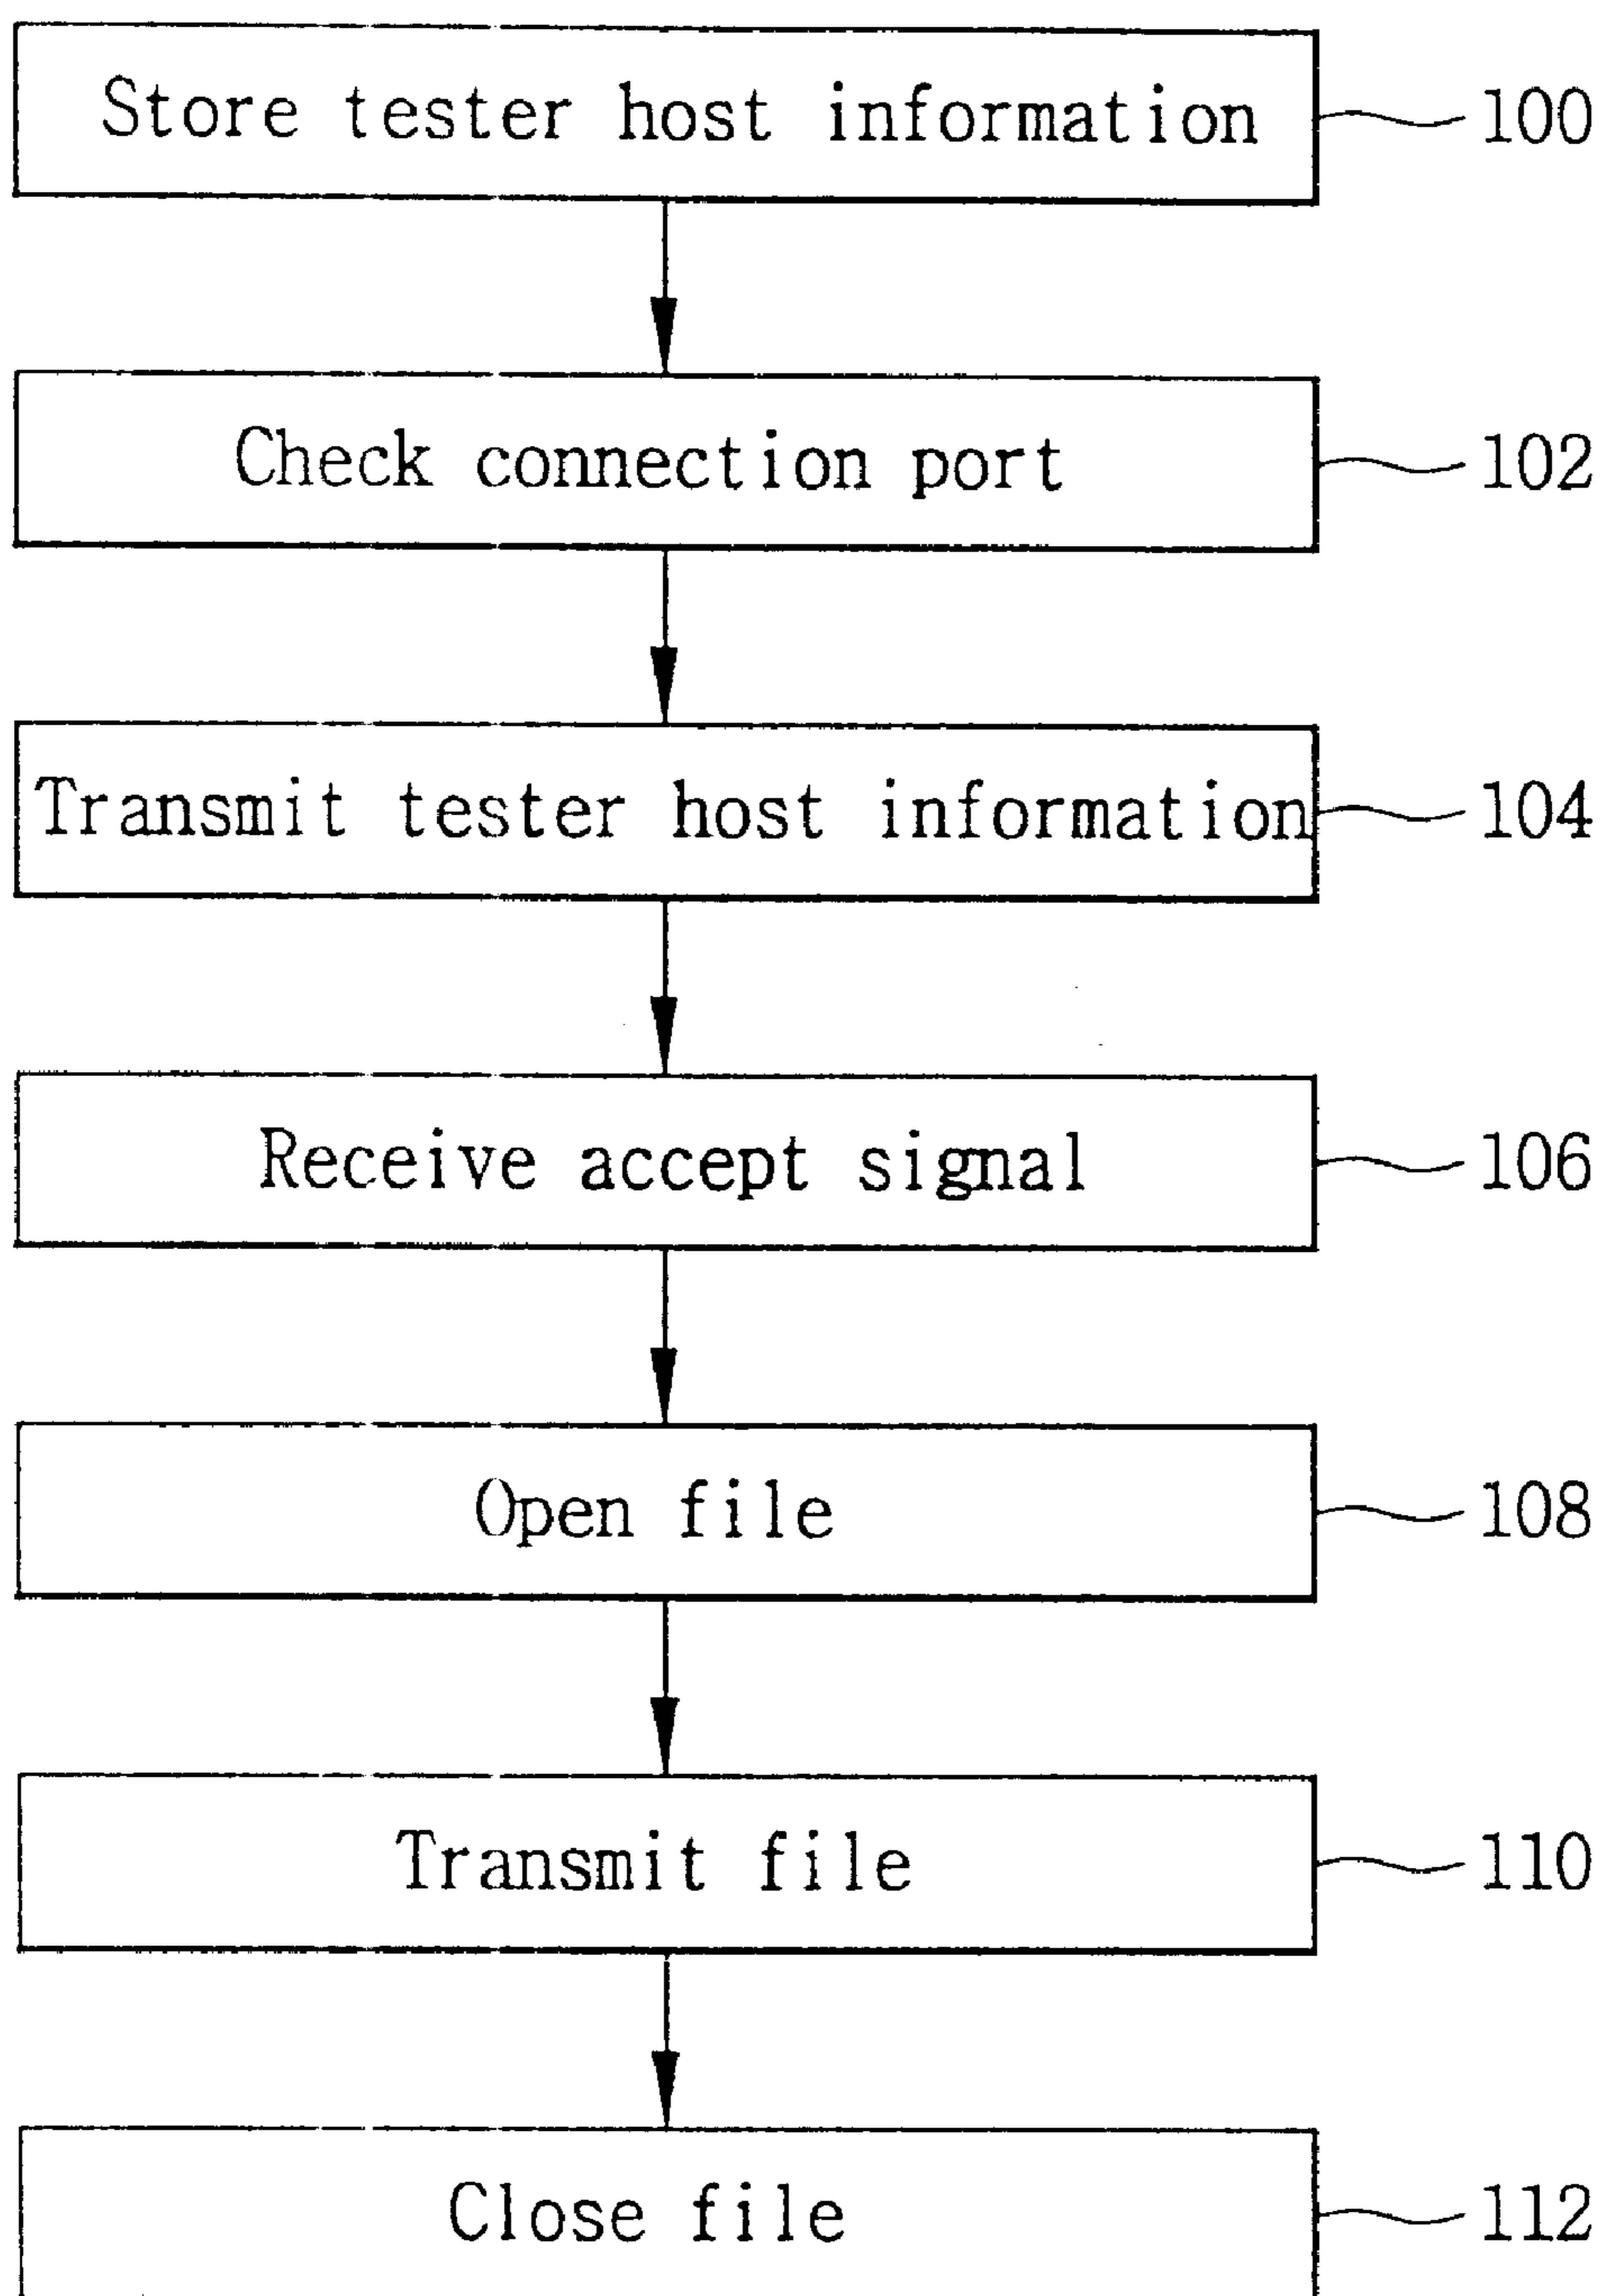 Store tester host information 100
Check connection port 102
Transmit tester host information 104
Receive accept signal 106
Open file 108
Transmit file 110
Close file 112